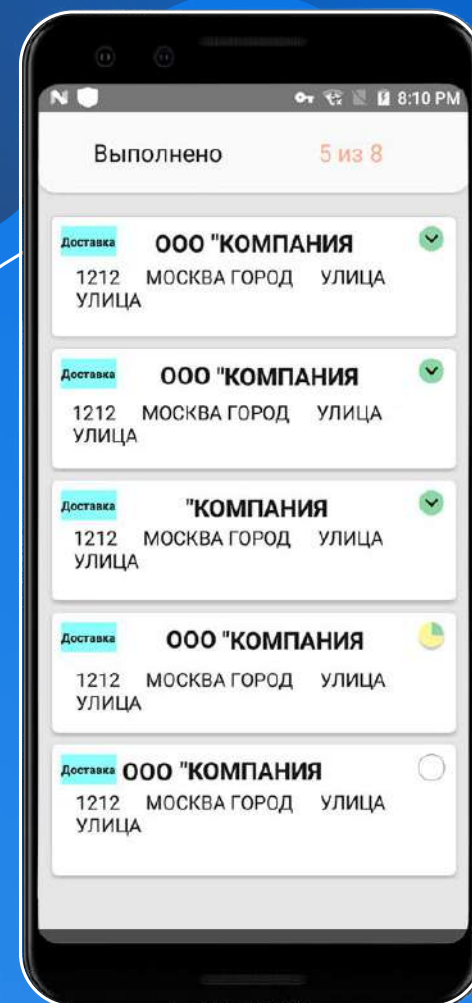 8:10 PM
Выполнено 5 из 8
Доставка ООО "КОМПАНИЯ
1212 МОСКВА ГОРОД УЛИЦА
УЛИЦА
Доставка ООО "КОМПАНИЯ
1212 МОСКВА ГОРОД УЛИЦА
УЛИЦА
Доставка "КОМПАНИЯ
1212 МОСКВА ГОРОД УЛИЦА
УЛИЦА
Доставка ООО "КОМПАНИЯ
1212 МОСКВА ГОРОД УЛИЦА
УЛИЦА
Доставка ООО "КОМПАНИЯ
1212 МОСКВА ГОРОД УЛИЦА
УЛИЦА